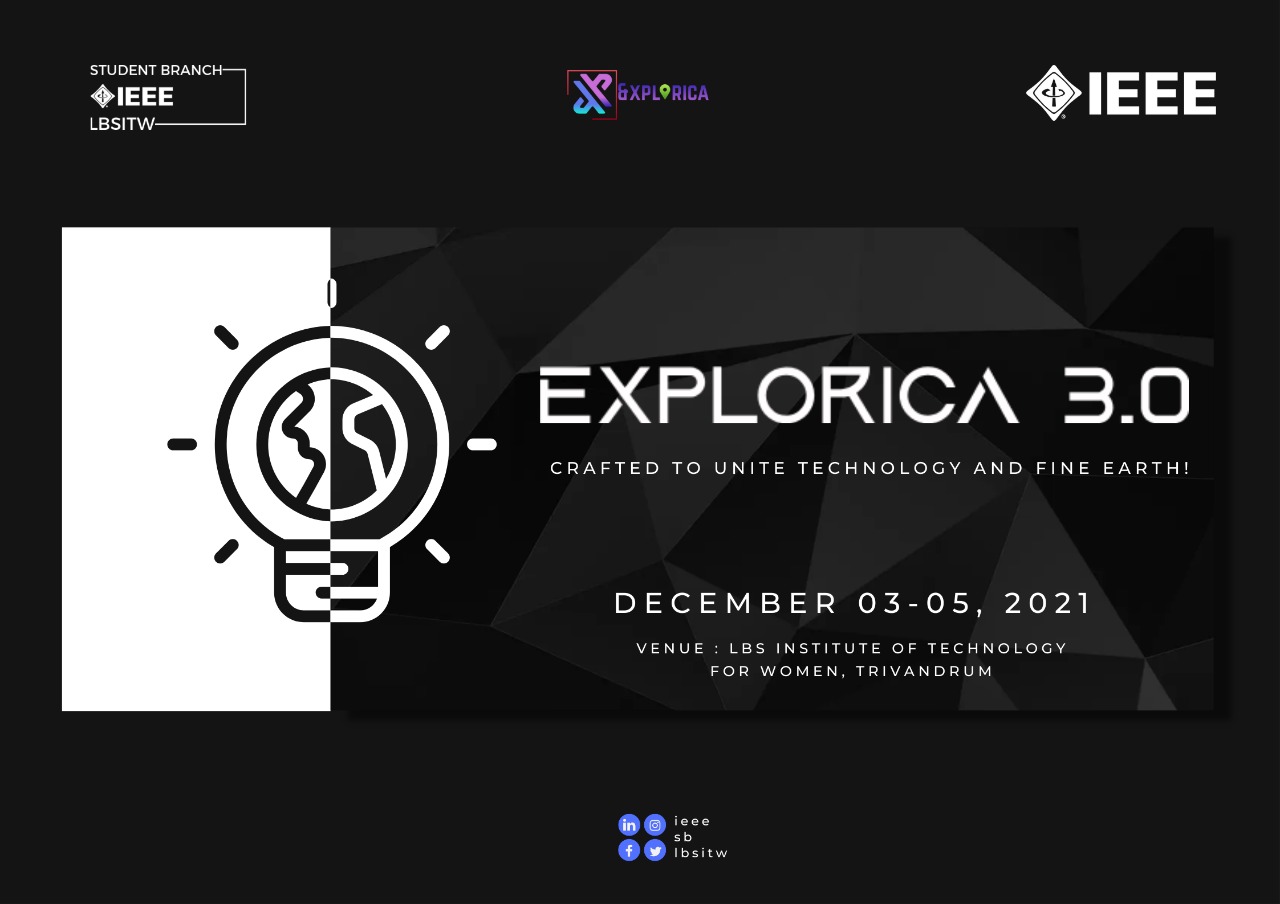 STUDENT BRANCH
IEEE
LBSITW
&XPLORICA
IEEE
EXPLORICA 3.0
CRAFTED TO UNITE TECHNOLOGY AND FINE EARTH!
DECEMBER 03-05, 2021
VENUE : LBS INSTITUTE OF TECHNOLOGY
FOR WOMEN, TRIVANDRUM
ieee
sb
lbsitw